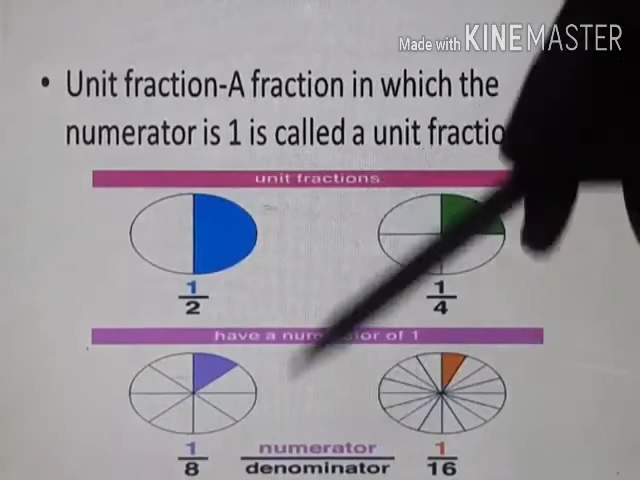 Made with KINEMASTER
• Unit fraction-A fraction in which the
numerator is 1 is called a unit
unit fractions
1/2
1/4
have a of 1
1/8
numerator
denominator
1/16